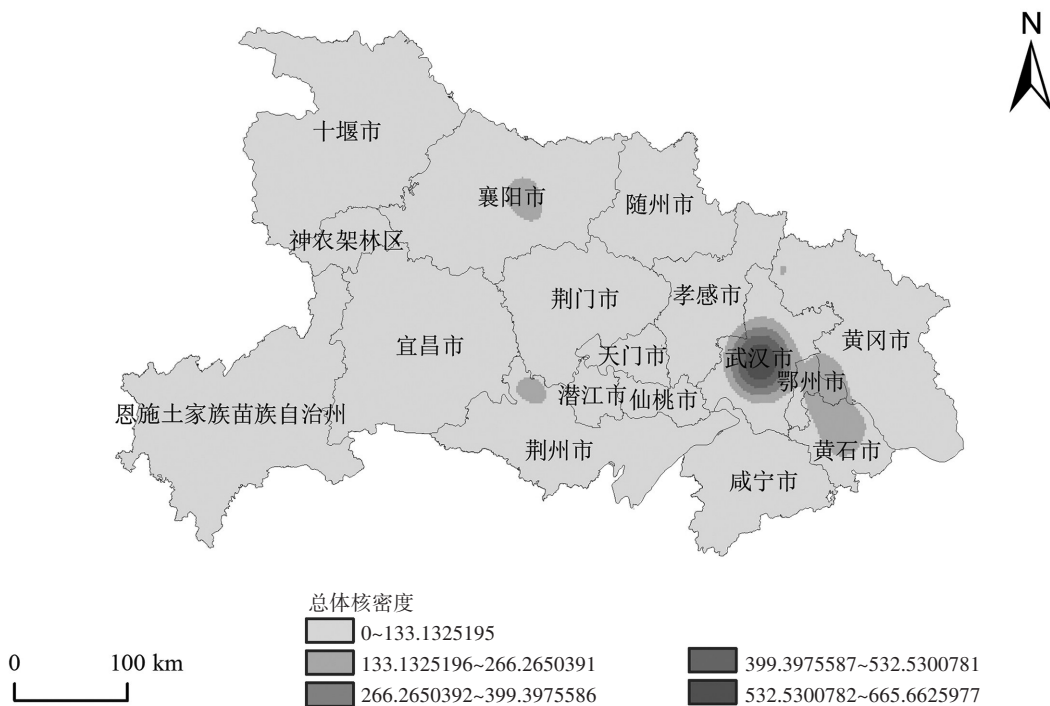 N
十堰市
襄阳市
随州市
神农架林区
荆门市
孝感市
宜昌市
天门市
武汉市
黄冈市
鄂州市
潜江市
仙桃市
恩施土家族苗族自治州
荆州市
黄石市
咸宁市
总体核密度
0~133.1325195
133.1325196~266.2650391
266.2650392~399.3975586
399.3975587~532.5300781
532.5300782~665.6625977
0 100 km